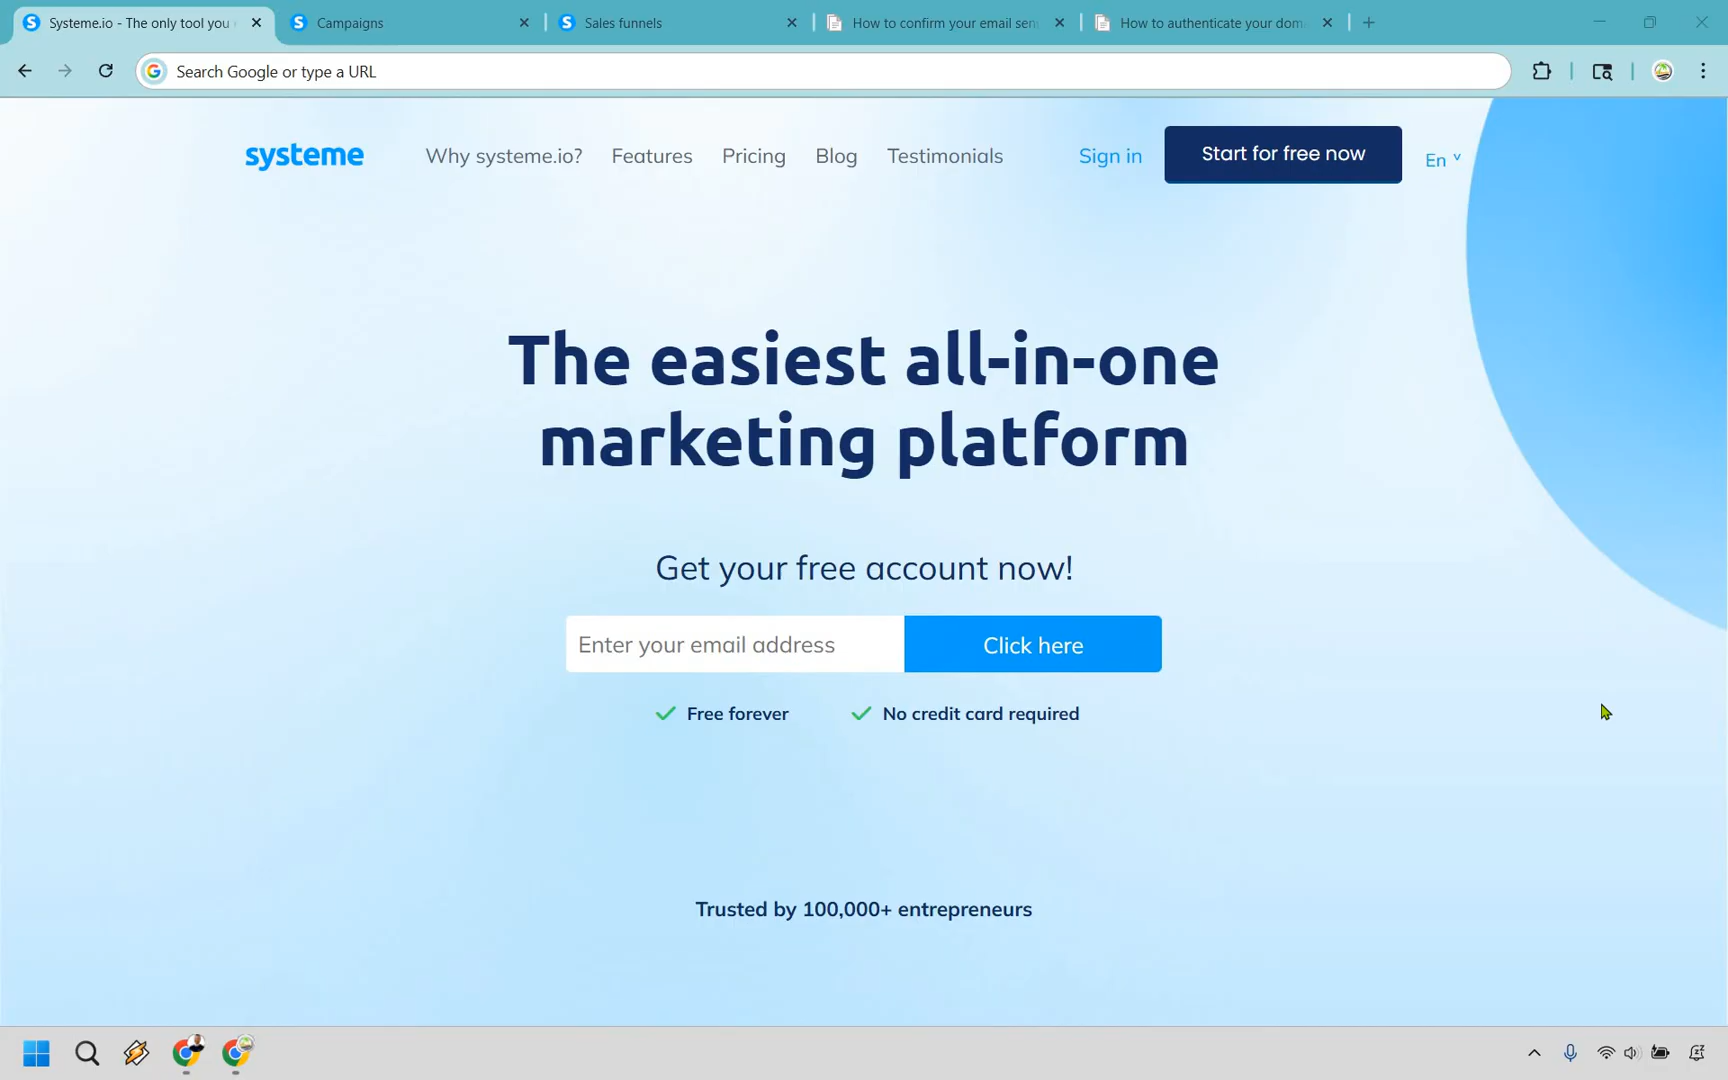 Systeme.io - The only tool you
Campaigns
Sales funnels
How to confirm your email sen
How to authenticate your dom
Search Google or type a URL
systeme
Why systeme.io?
Features
Pricing
Blog
Testimonials
Sign in
Start for free now
En
The easiest all-in-one
marketing platform
Get your free account now!
Enter your email address
Click here
Free forever
No credit card required
Trusted by 100,000+ entrepreneurs